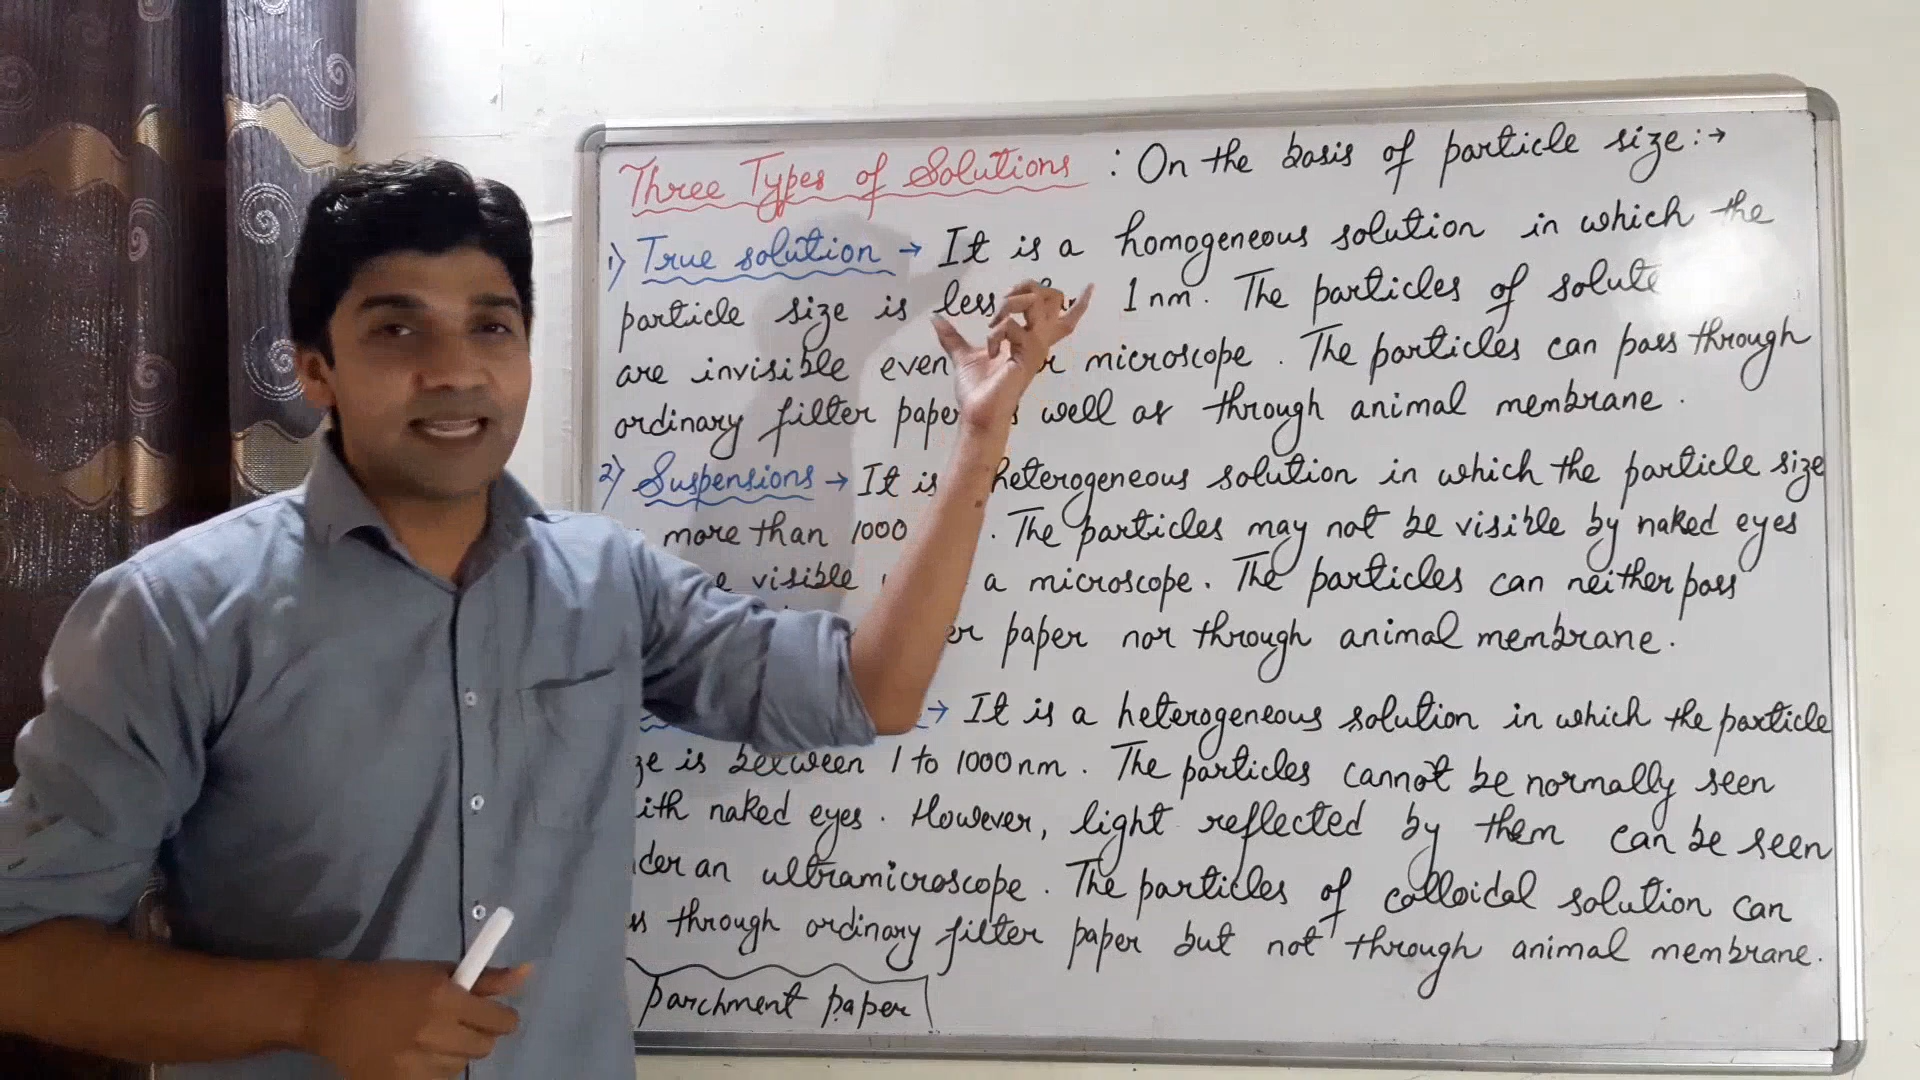 Three Types of Solutions : On the basis of particle size:→
1) True solution → It is a homogeneous solution in which the
particle size is less 1 nm. The particles of solute
are invisible even microscope. The particles can pass through
ordinary filter paper well as through animal membrane.
2) Suspensions → It is heterogeneous solution in which the particle size
more than 1000 . The particles may not be visible by naked eyes
visible a microscope. The particles can neither pass
paper nor through animal membrane.
→ It is a heterogeneous solution in which the particle
is between 1 to 1000 nm. The particles cannot be normally seen
naked eyes. However, light reflected by them can be seen
an ultramicroscope. The particles of colloidal solution can
through ordinary filter paper but not through animal membrane.
parchment paper